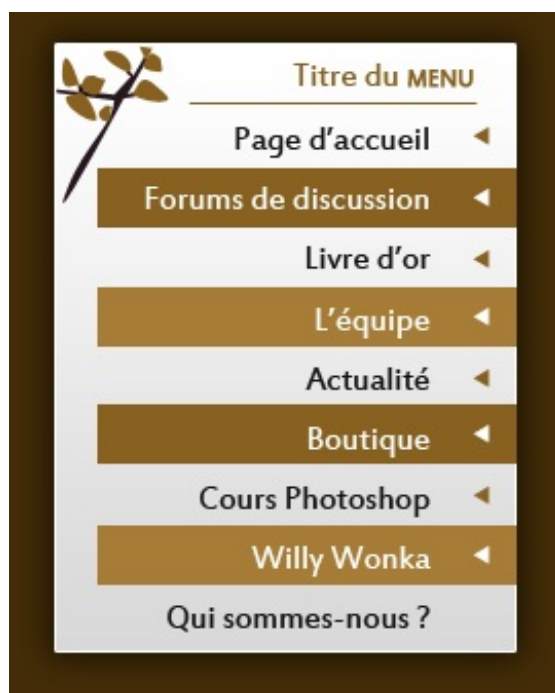 Titre du MENU
Page d’accueil
Forums de discussion
Livre d’or
L’équipe
Actualité
Boutique
Cours Photoshop
Willy Wonka
Qui sommes-nous ?